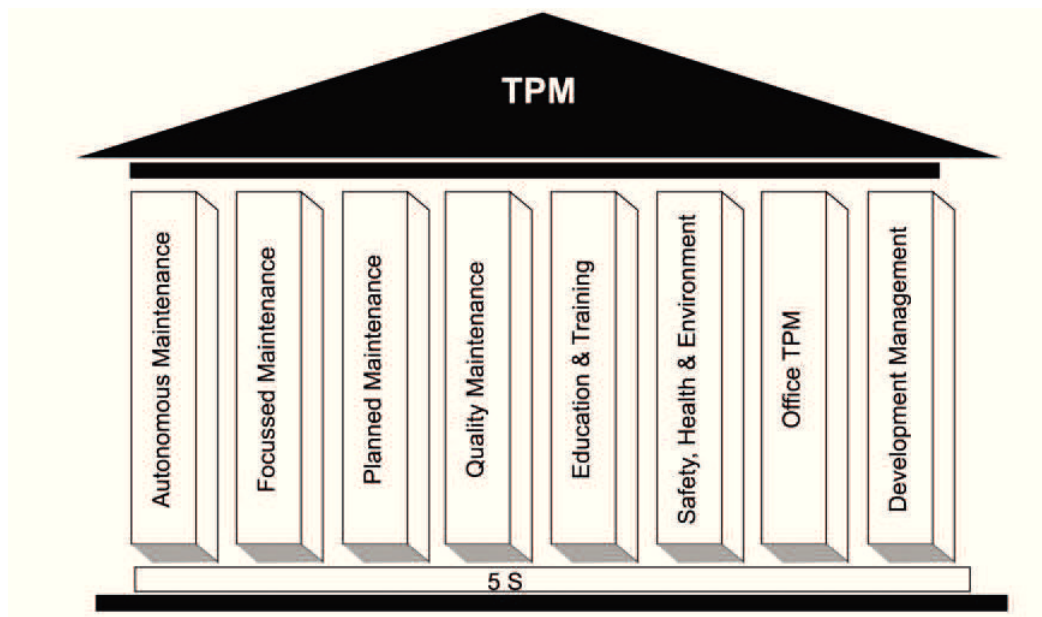 TPM
Autonomous Maintenance
Focussed Maintenance
Planned Maintenance
Quality Maintenance
Education & Training
Safety, Health & Environment
Office TPM
Development Management
5 S